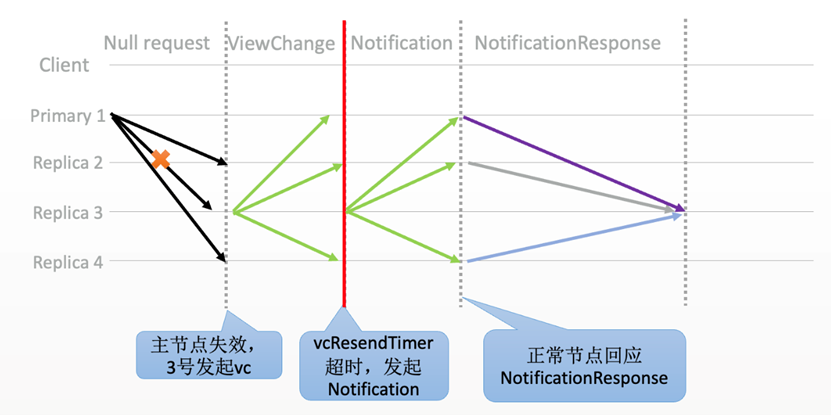 Null request ViewChange Notification NotificationResponse
Client
Primary 1
Replica 2
Replica 3
Replica 4
主节点失效,
3号发起vc
vcResendTimer
超时，发起
Notification
正常节点回应
NotificationResponse